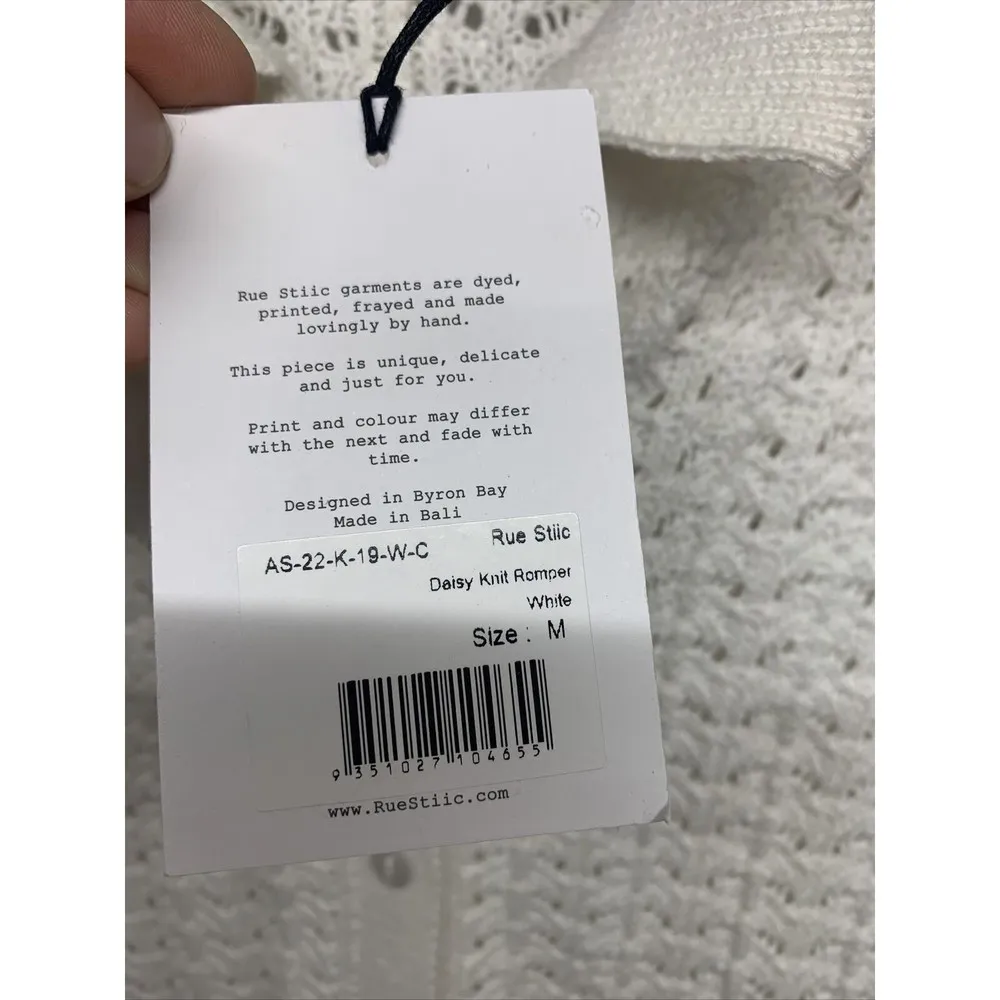 Rue Stiic garments are dyed,
printed, frayed and made
lovingly by hand.
This piece is unique, delicate
and just for you.
Print and colour may differ
with the next and fade with
time.
Designed in Byron Bay
Made in Bali
AS-22-K-19-W-C
Rue Stiic
Daisy Knit Romper
White
Size : M
9 351027 104655
www.RueStiic.com